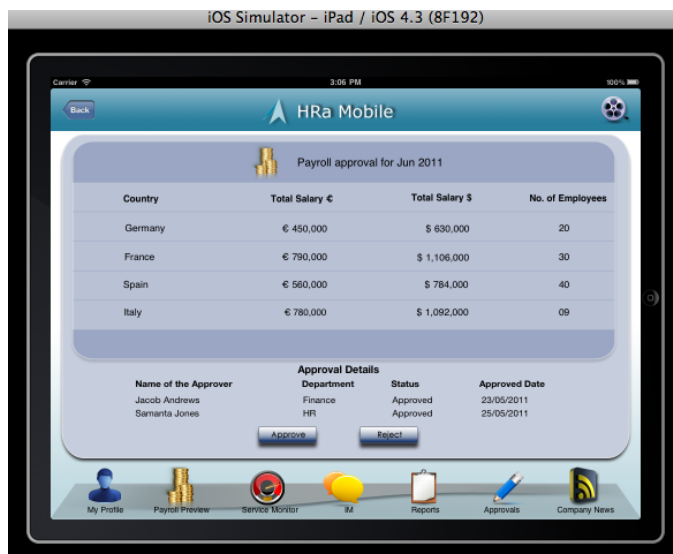 iOS Simulator – iPad / iOS 4.3 (8F192)
Carrier 3:06 PM 100%
Back HRa Mobile
Payroll approval for Jun 2011
Country Total Salary € Total Salary $ No. of Employees
Germany € 450,000 $ 630,000 20
France € 790,000 $ 1,106,000 30
Spain € 560,000 $ 784,000 40
Italy € 780,000 $ 1,092,000 09
Approval Details
Name of the Approver Department Status Approved Date
Jacob Andrews Finance Approved 23/05/2011
Samanta Jones HR Approved 25/05/2011
Approve Reject
My Profile Payroll Preview Service Monitor IM Reports Approvals Company News